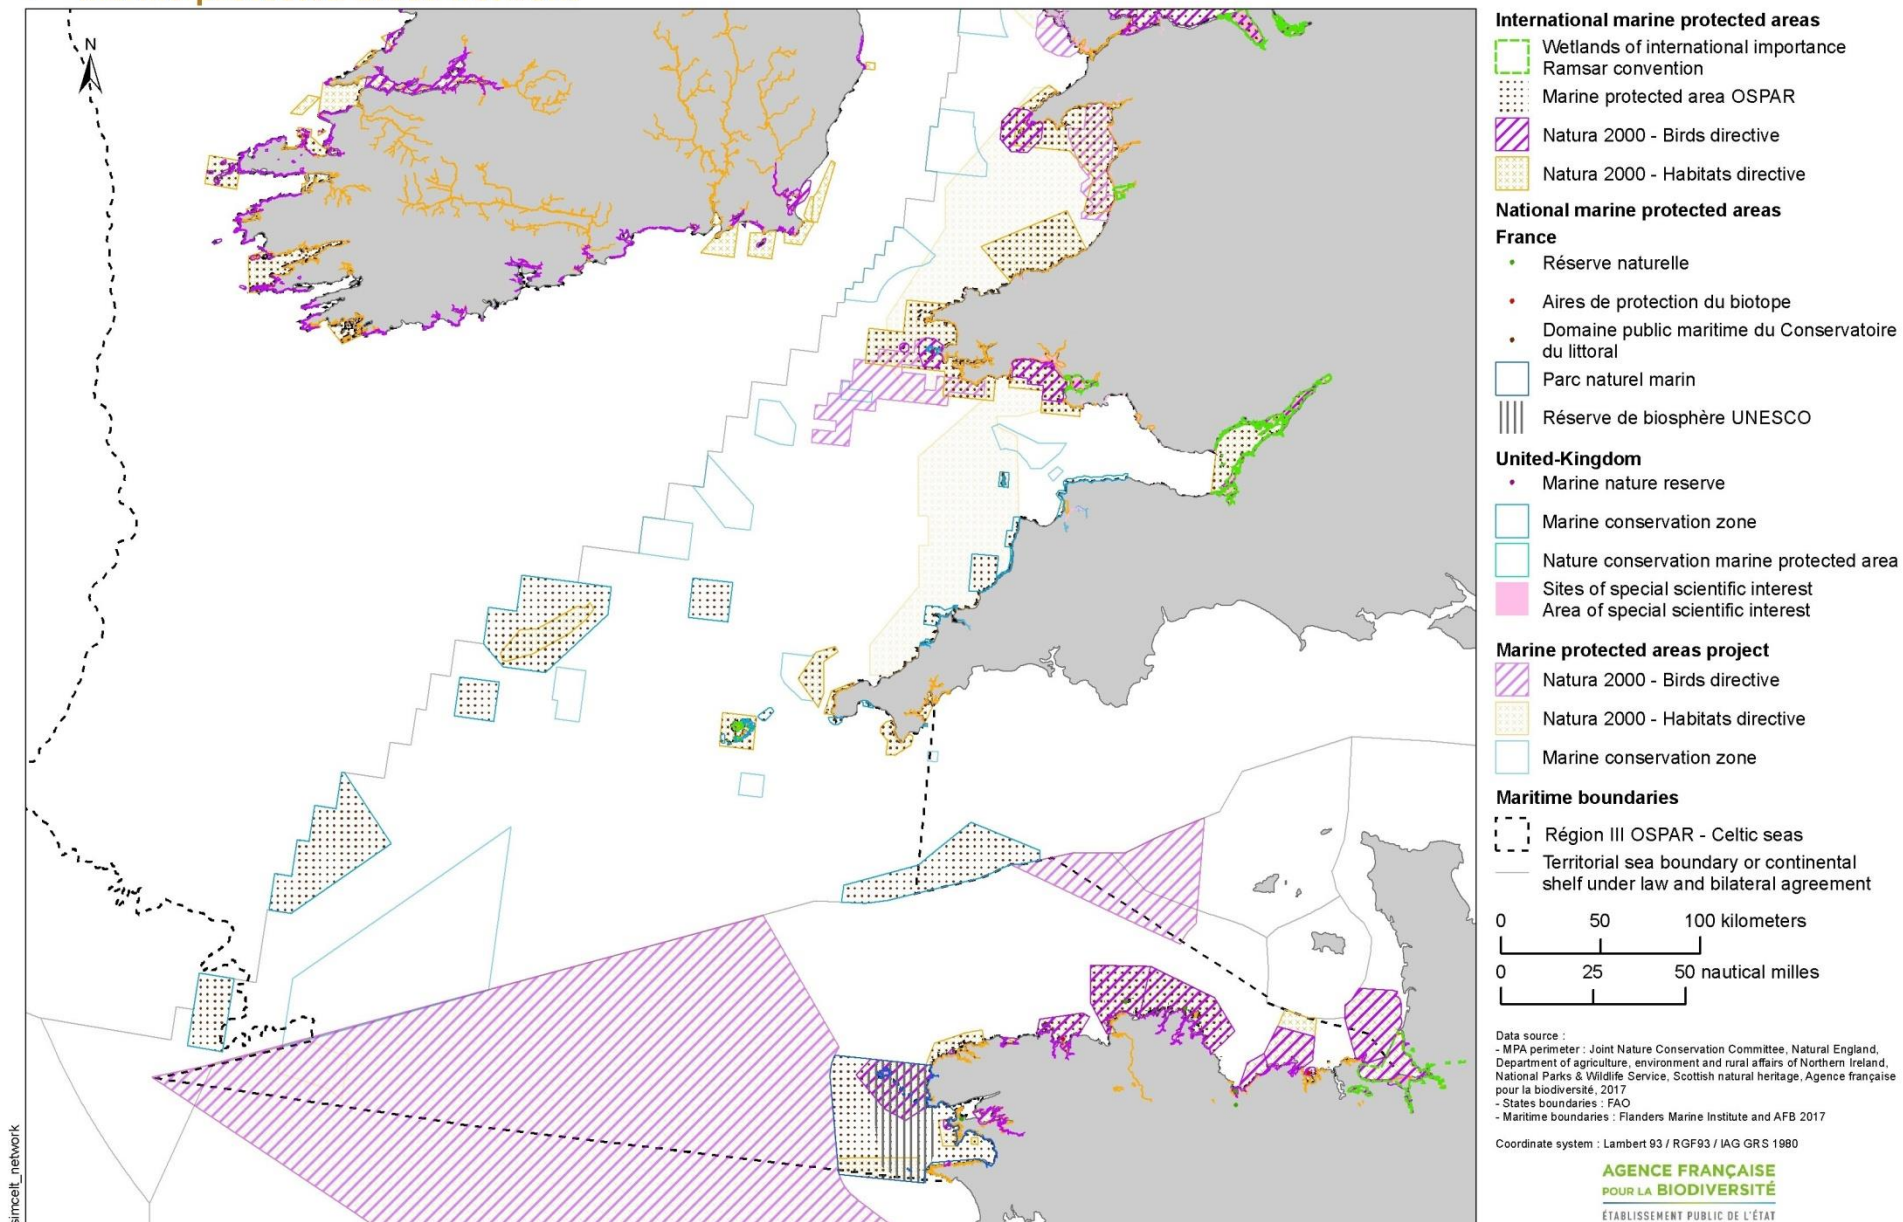 N
International marine protected areas
Wetlands of international importance
Ramsar convention
Marine protected area OSPAR
Natura 2000 - Birds directive
Natura 2000 - Habitats directive
National marine protected areas
France
Réserve naturelle
Aires de protection du biotope
Domaine public maritime du Conservatoire
du littoral
Parc naturel marin
Réserve de biosphère UNESCO
United-Kingdom
Marine nature reserve
Marine conservation zone
Nature conservation marine protected area
Sites of special scientific interest
Area of special scientific interest
Marine protected areas project
Natura 2000 - Birds directive
Natura 2000 - Habitats directive
Marine conservation zone
Maritime boundaries
Région III OSPAR - Celtic seas
Territorial sea boundary or continental
shelf under law and bilateral agreement
0 50 100 kilometers
0 25 50 nautical milles
Data source :
- MPA perimeter : Joint Nature Conservation Committee, Natural England,
Department of agriculture, environment and rural affairs of Northern Ireland,
National Parks & Wildlife Service, Scottish natural heritage, Agence française
pour la biodiversité, 2017
- States boundaries : FAO
- Maritime boundaries : Flanders Marine Institute and AFB 2017
Coordinate system : Lambert 93 / RGF93 / IAG GRS 1980
AGENCE FRANÇAISE
POUR LA BIODIVERSITÉ
ÉTABLISSEMENT PUBLIC DE L'ÉTAT
simcelt_network